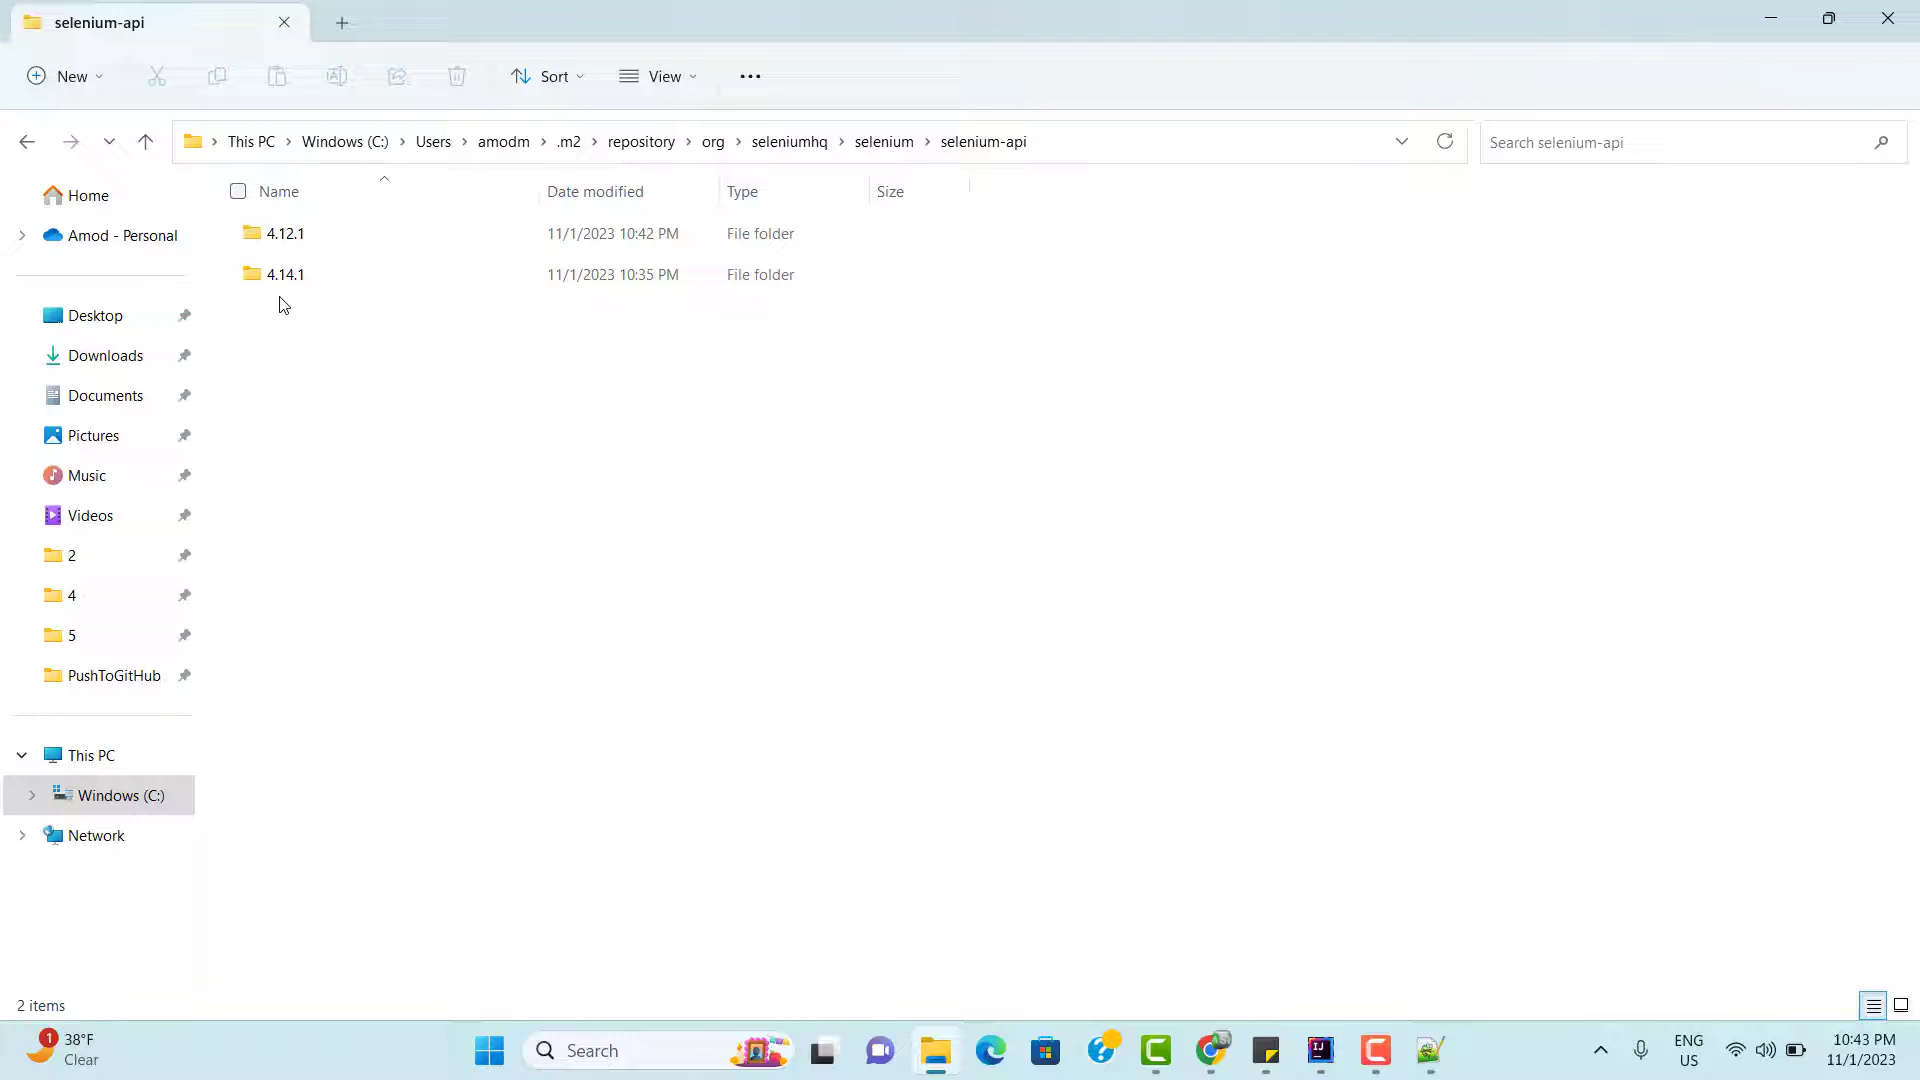 selenium-api
New
Sort
View
This PC > Windows (C:) > Users > amodm > .m2 > repository > org > seleniumhq > selenium > selenium-api
Search selenium-api
Name Date modified Type Size
4.12.1 11/1/2023 10:42 PM File folder
4.14.1 11/1/2023 10:35 PM File folder
Home
Amod - Personal
Desktop
Downloads
Documents
Pictures
Music
Videos
2
4
5
PushToGitHub
This PC
Windows (C:)
Network
2 items
1
38°F
Clear
Search
IJ
ENG
US
10:43 PM
11/1/2023